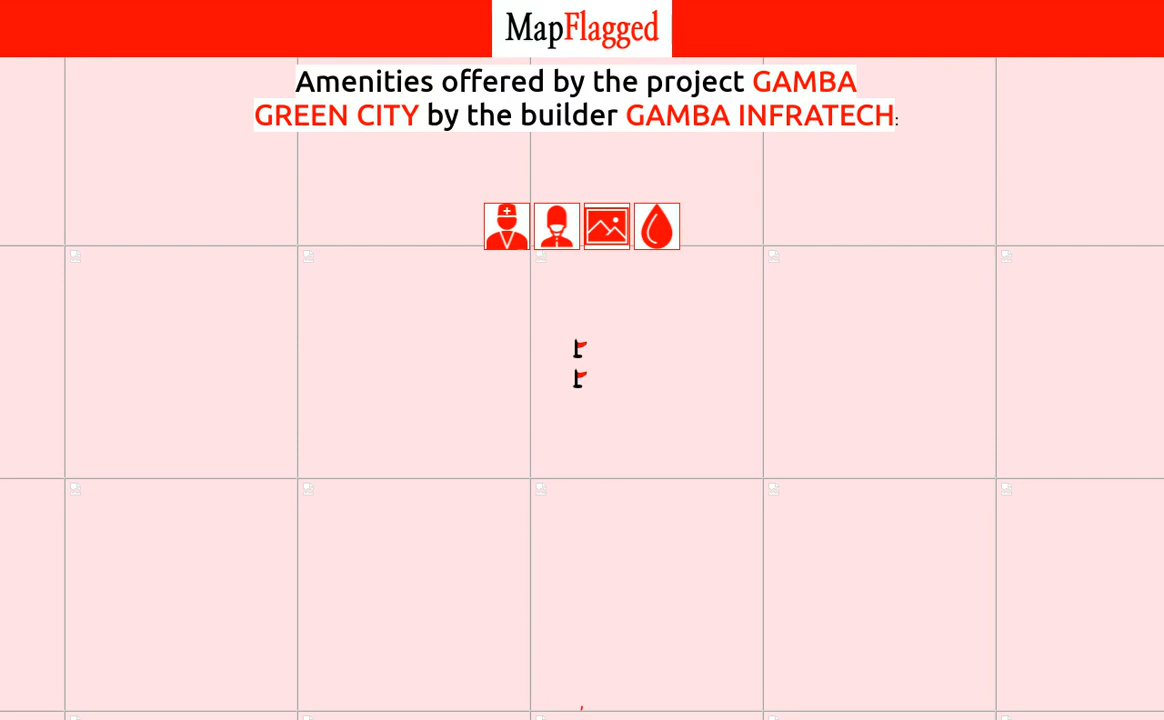 MapFlagged
Amenities offered by the project GAMBA
GREEN CITY by the builder GAMBA INFRATECH:
,